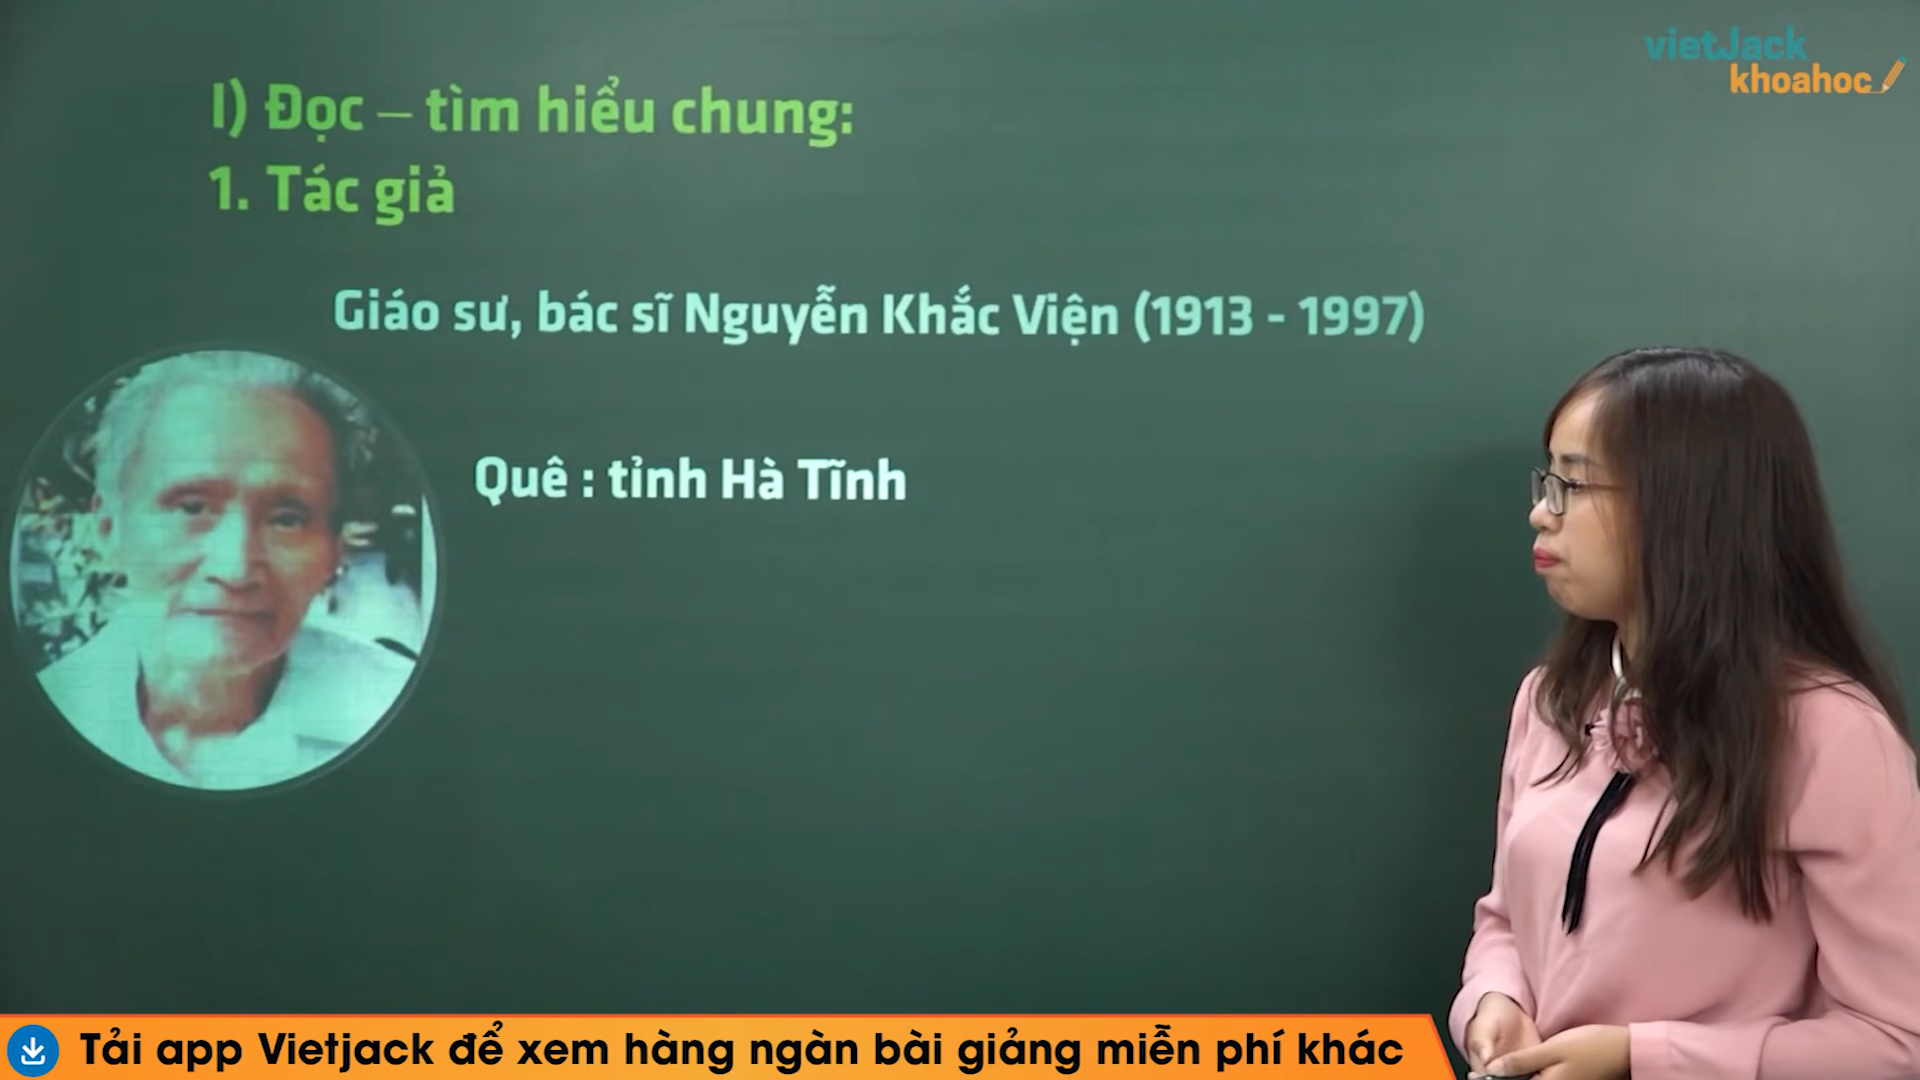 vietJack
khoahoc
I) Đọc – tìm hiểu chung:
1. Tác giả
Giáo sư, bác sĩ Nguyễn Khắc Viện (1913 - 1997)
Quê : tỉnh Hà Tĩnh
Tải app Vietjack để xem hàng ngàn bài giảng miễn phí khác